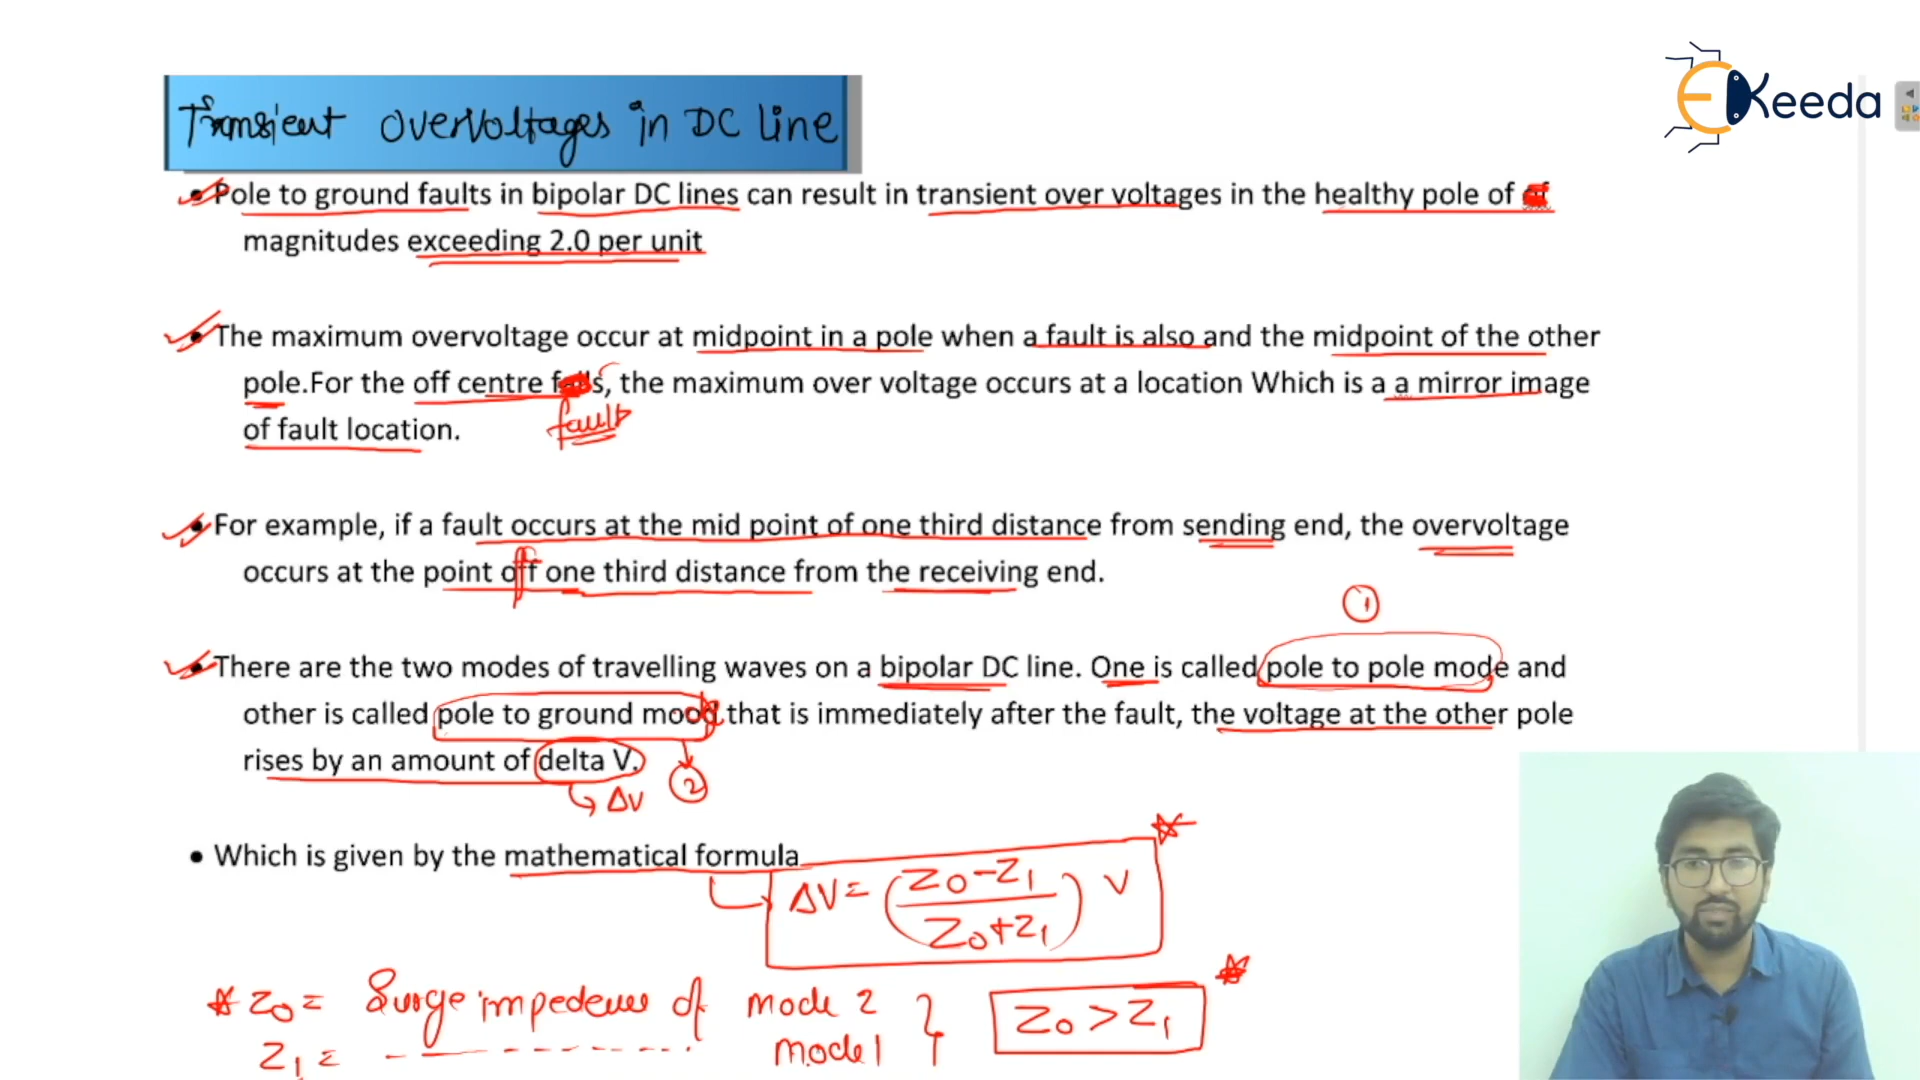 Transient Overvoltages in DC line
EKeeda
• Pole to ground faults in bipolar DC lines can result in transient over voltages in the healthy pole of
magnitudes exceeding 2.0 per unit
• The maximum overvoltage occur at midpoint in a pole when a fault is also and the midpoint of the other
pole.For the off centre the maximum over voltage occurs at a location Which is a a mirror image
of fault location.
fault
• For example, if a fault occurs at the mid point of one third distance from sending end, the overvoltage
occurs at the point off one third distance from the receiving end.
①
• There are the two modes of travelling waves on a bipolar DC line. One is called pole to pole mode and
other is called pole to ground that is immediately after the fault, the voltage at the other pole
rises by an amount of delta V.
ΔV ②
• Which is given by the mathematical formula
ΔV = (Z0-Z1 / Z0+Z1) V
* Z0 = Surge of mode 2 } Z0 > Z1
Z1 = - - - - - - - - - mode 1